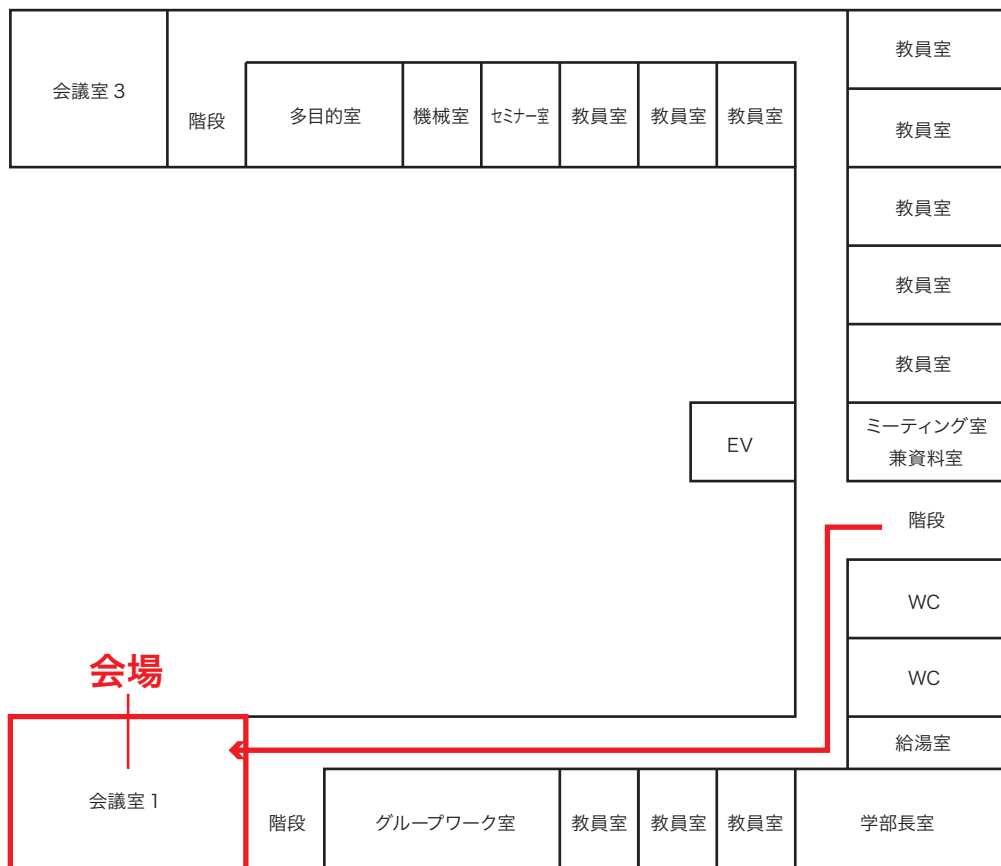 教員室
会議室 3
階段
多目的室
機械室
セミナー室
教員室
教員室
教員室
教員室
教員室
教員室
教員室
EV
ミーティング室
兼資料室
階段
WC
会場
WC
給湯室
会議室 1
階段
グループワーク室
教員室
教員室
教員室
学部長室